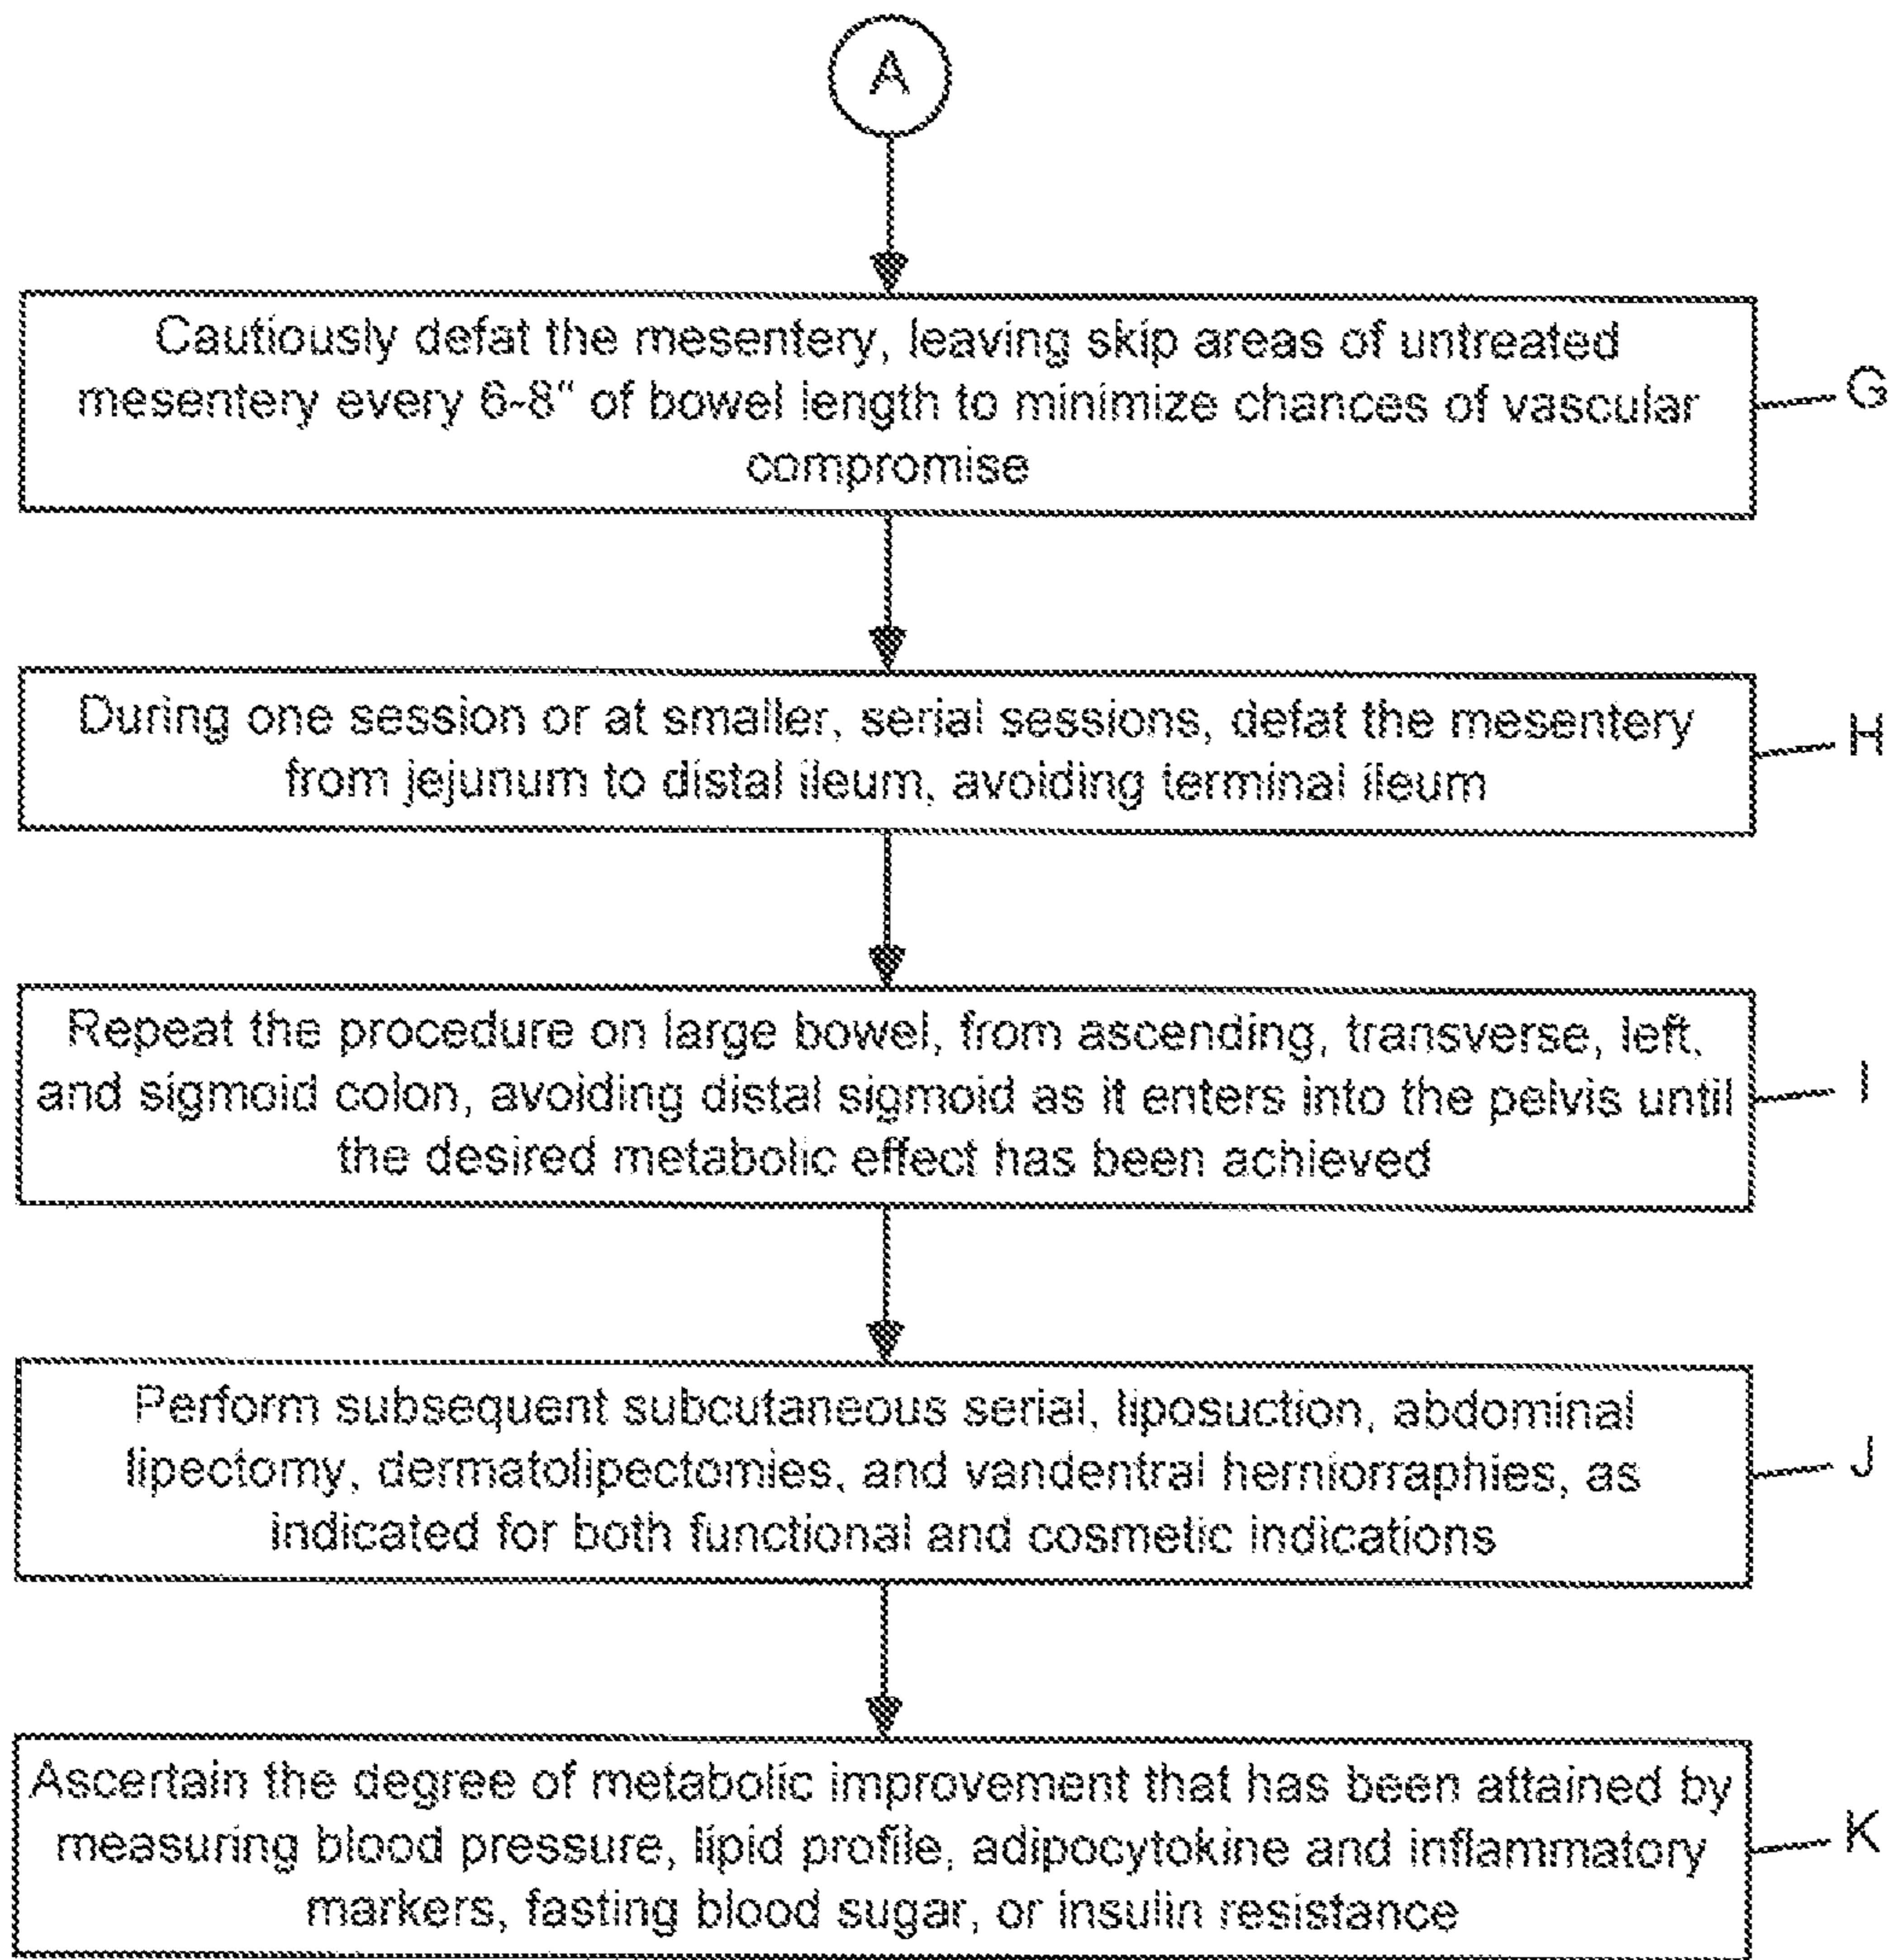 A
Cautiously defat the mesentery, leaving skip areas of untreated
mesentery every 6-8" of bowel length to minimize chances of vascular
compromise
G
During one session or at smaller, serial sessions, defat the mesentery
from jejunum to distal ileum, avoiding terminal ileum
H
Repeat the procedure on large bowel, from ascending, transverse, left,
and sigmoid colon, avoiding distal sigmoid as it enters into the pelvis until
the desired metabolic effect has been achieved
I
Perform subsequent subcutaneous serial, liposuction, abdominal
lipectomy, dermatolipectomies, and vandentral herniorraphies, as
indicated for both functional and cosmetic indications
J
Ascertain the degree of metabolic improvement that has been attained by
measuring blood pressure, lipid profile, adipocytokine and inflammatory
markers, fasting blood sugar, or insulin resistance
K